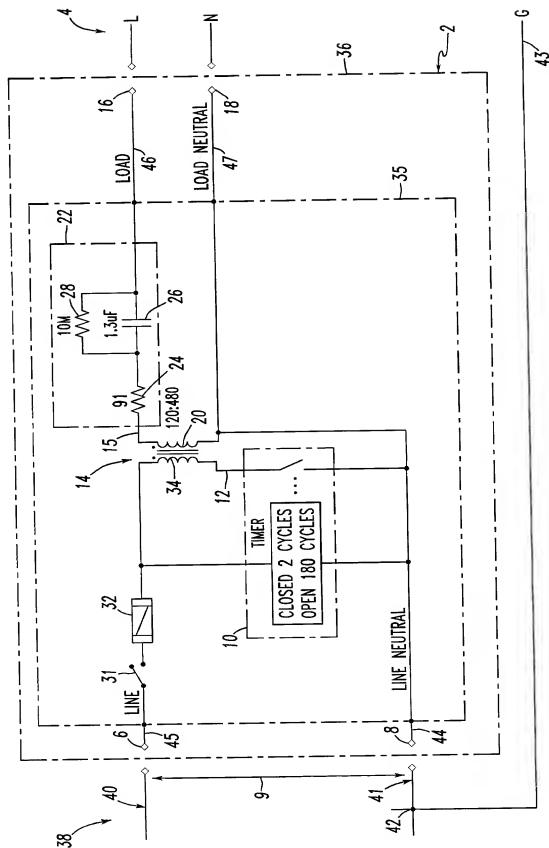 4
L
N
G
16
18
36
2
43
46
47
LOAD
LOAD NEUTRAL
35
22
28
10M
1.3uF
26
24
91
15
120:480
20
14
34
12
TIMER
CLOSED 2 CYCLES
OPEN 180 CYCLES
10
32
31
LINE
LINE NEUTRAL
6
45
8
44
9
40
41
38
42